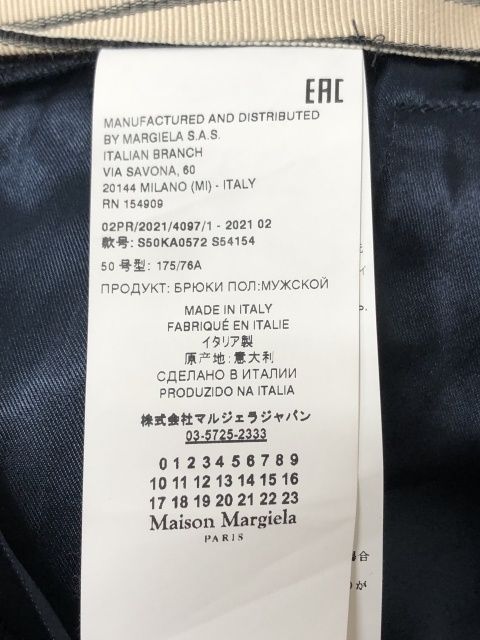 EAC
MANUFACTURED AND DISTRIBUTED
BY MARGIELA S.A.S.
ITALIAN BRANCH
VIA SAVONA, 60
20144 MILANO (MI) - ITALY
RN 154909
02PR/2021/4097/1 - 2021 02
款号: S50KA0572 S54154
50 号型: 175/76A
ПРОДУКТ: БРЮКИ ПОЛ:МУЖСКОЙ
MADE IN ITALY
FABRIQUÉ EN ITALIE
イタリア製
原产地: 意大利
СДЕЛАНО В ИТАЛИИ
PRODUZIDO NA ITALIA
株式会社マルジェラジャパン
03-5725-2333
0 1 2 3 4 5 6 7 8 9
10 11 12 13 14 15 16
17 18 19 20 21 22 23
Maison Margiela
PARIS
場合
が